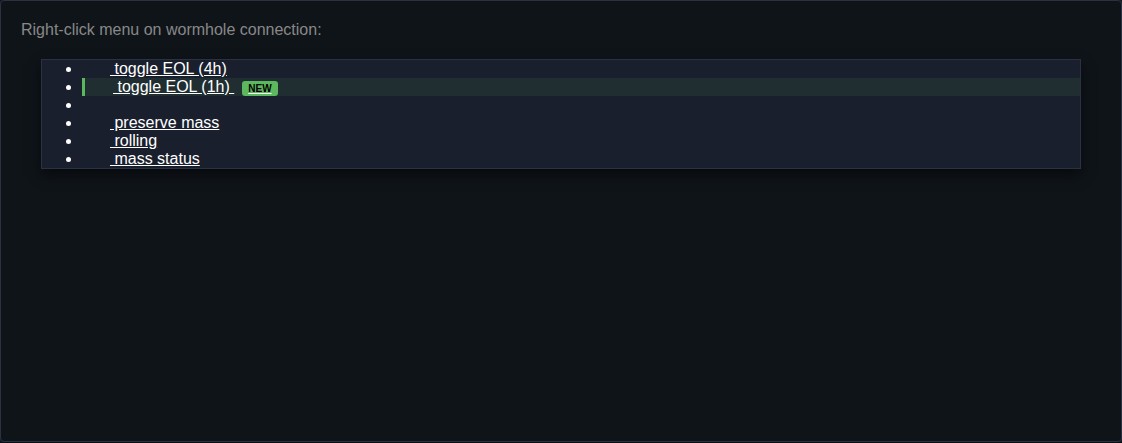 Right-click menu on wormhole connection:
toggle EOL (4h)
toggle EOL (1h) NEW
preserve mass
rolling
mass status